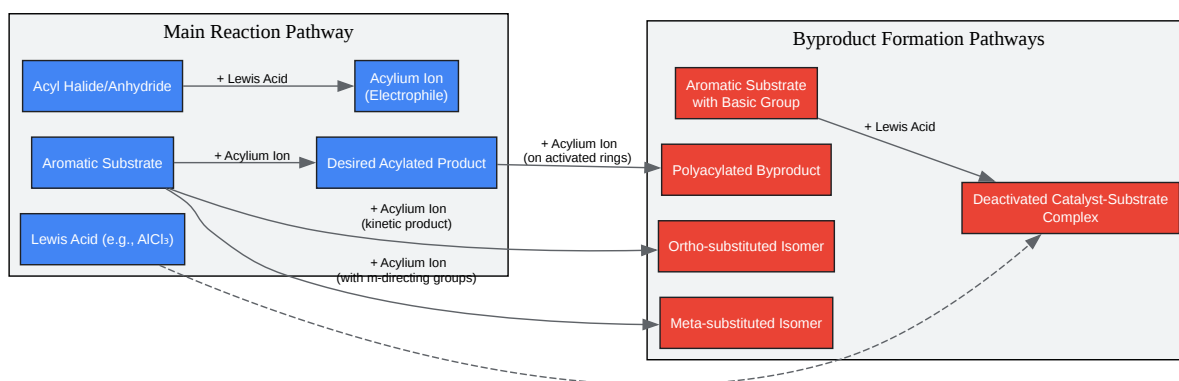 Main Reaction Pathway
Acyl Halide/Anhydride
+ Lewis Acid
Acylium Ion
(Electrophile)
Aromatic Substrate
+ Acylium Ion
Desired Acylated Product
Lewis Acid (e.g., AlCl₃)
+ Acylium Ion
(on activated rings)
+ Acylium Ion
(kinetic product)
+ Acylium Ion
(with m-directing groups)
Byproduct Formation Pathways
Aromatic Substrate
with Basic Group
+ Lewis Acid
Polyacylated Byproduct
Deactivated Catalyst-Substrate
Complex
Ortho-substituted Isomer
Meta-substituted Isomer